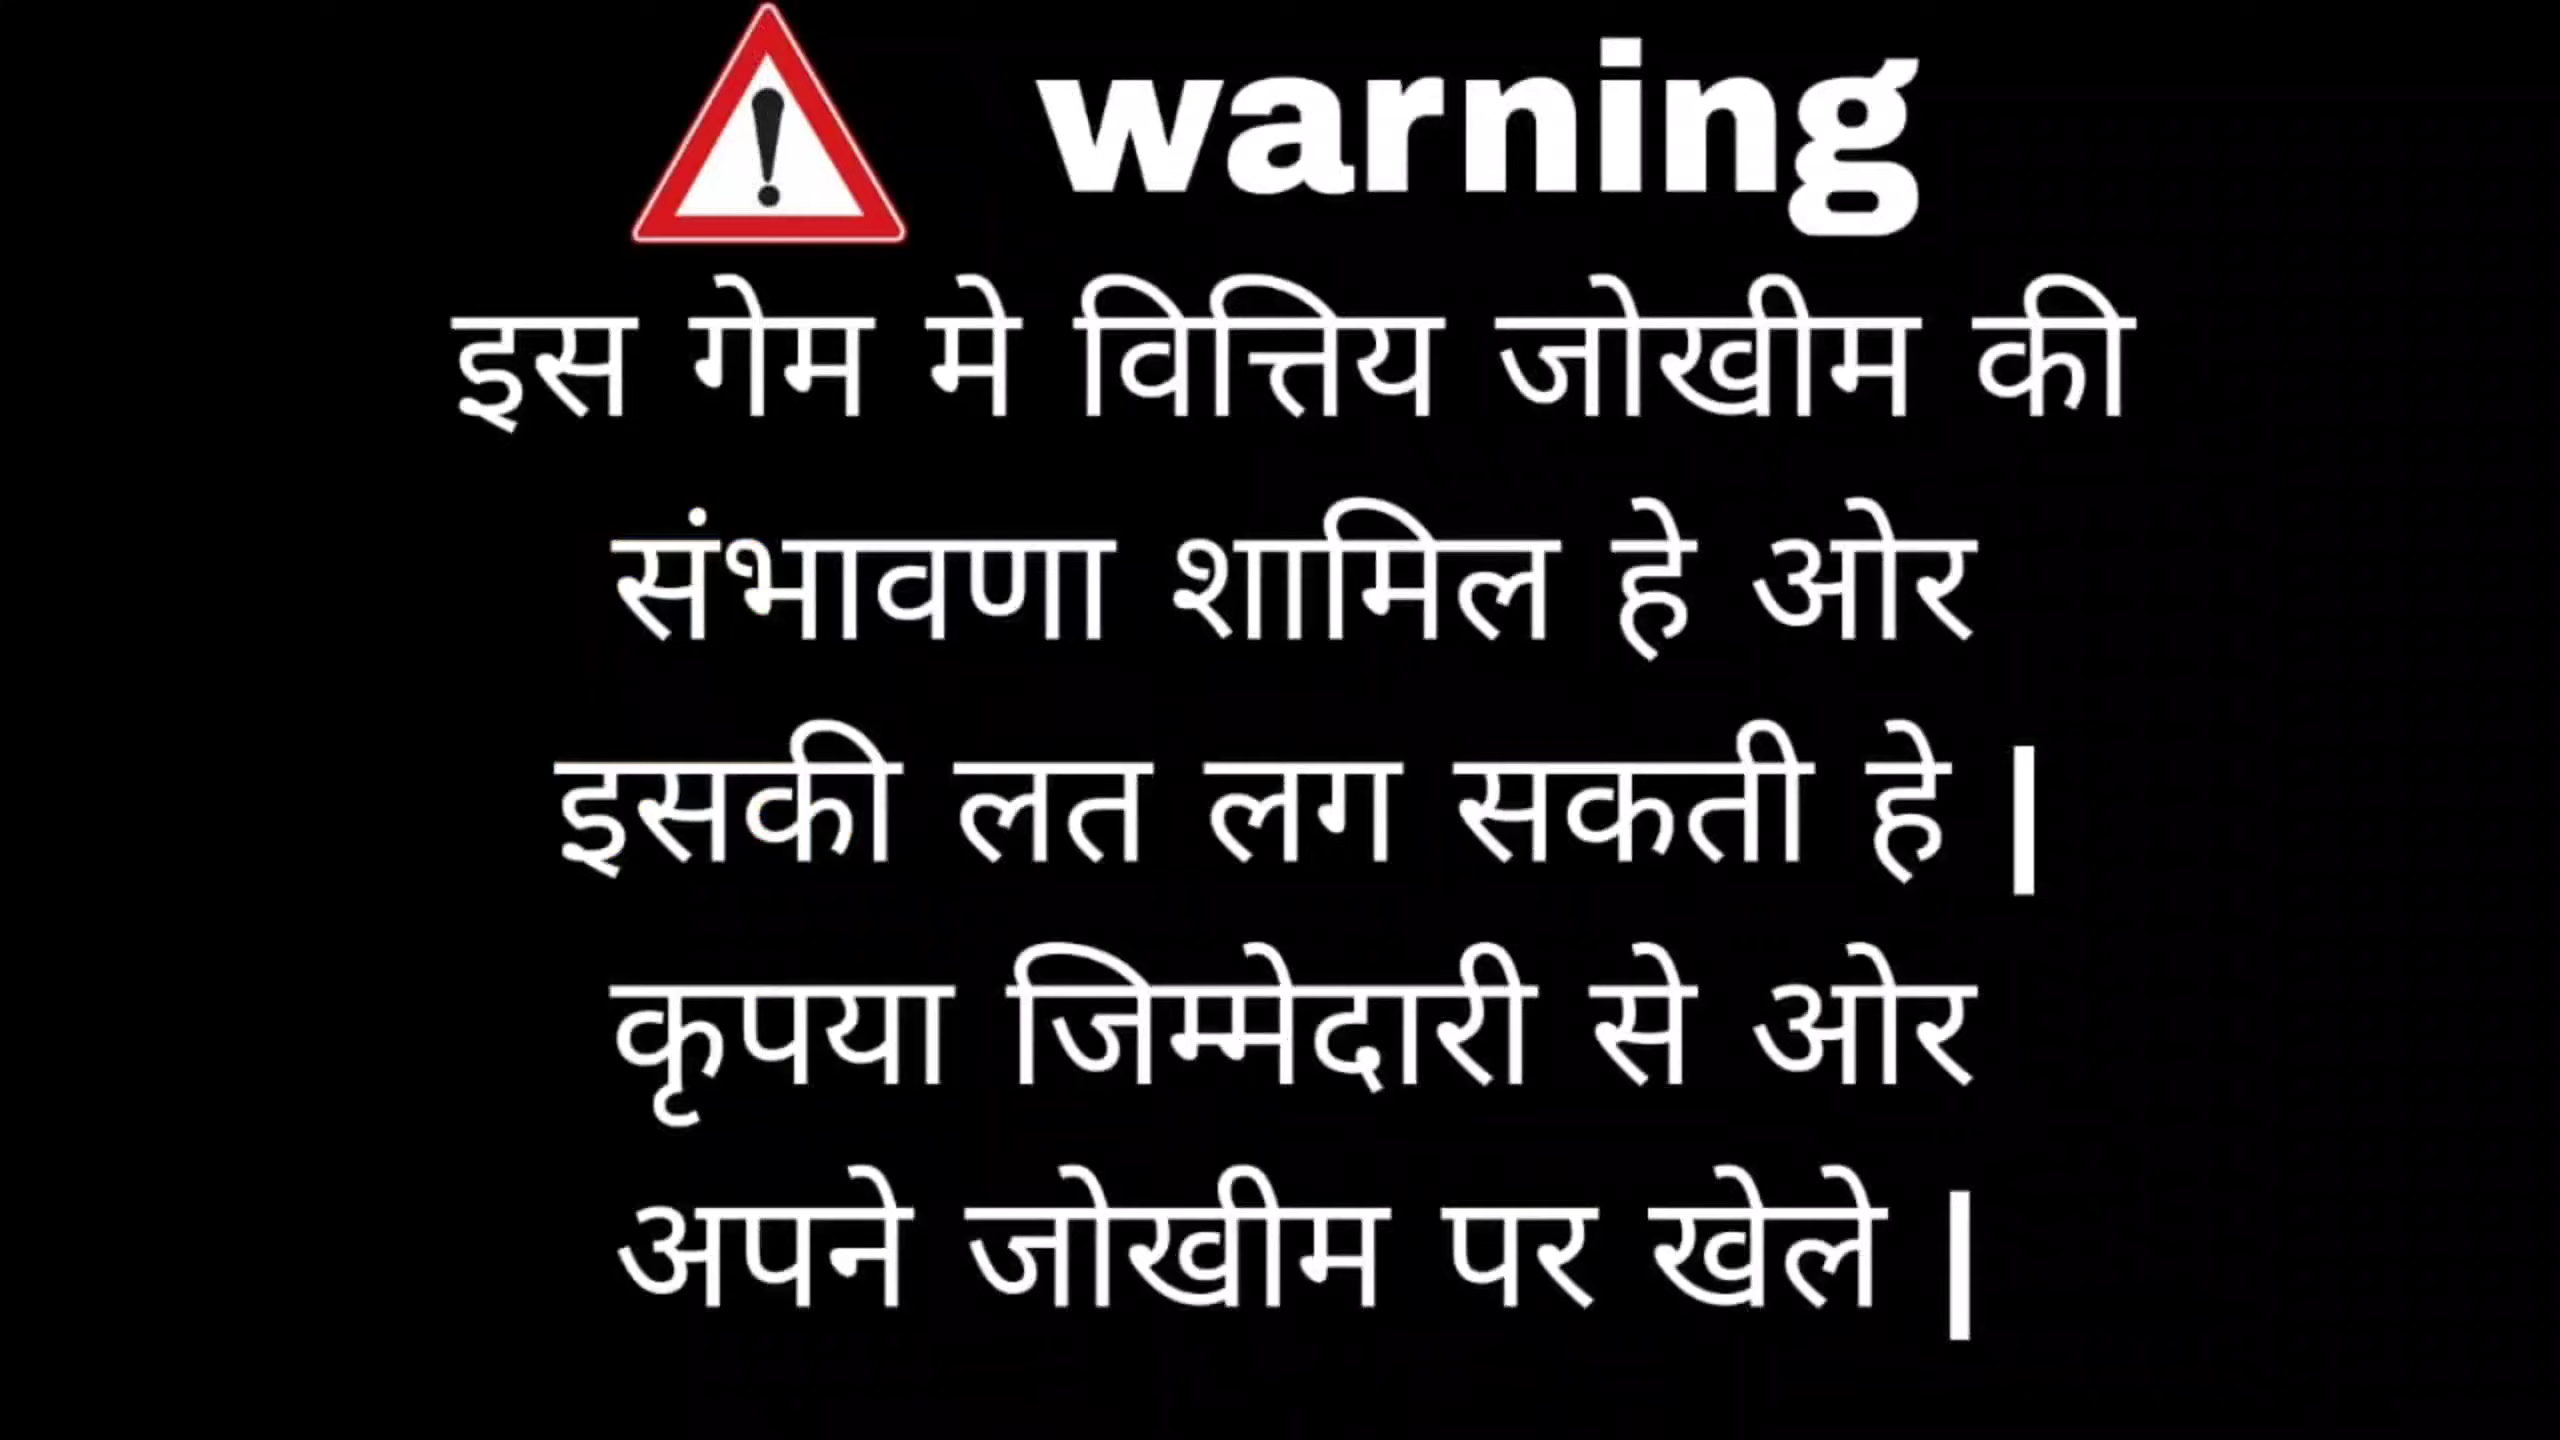 warning
इस गेम मे वित्तिय जोखीम की
संभावणा शामिल हे ओर
इसकी लत लग सकती हे |
कृपया जिम्मेदारी से ओर
अपने जोखीम पर खेले |